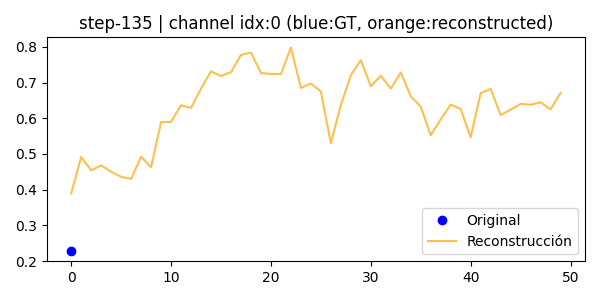 step-135 | channel idx:0 (blue:GT, orange:reconstructed)
0.8
0.7
0.6
0.5
0.4
0.3
0.2
Original
Reconstrucción
0 10 20 30 40 50